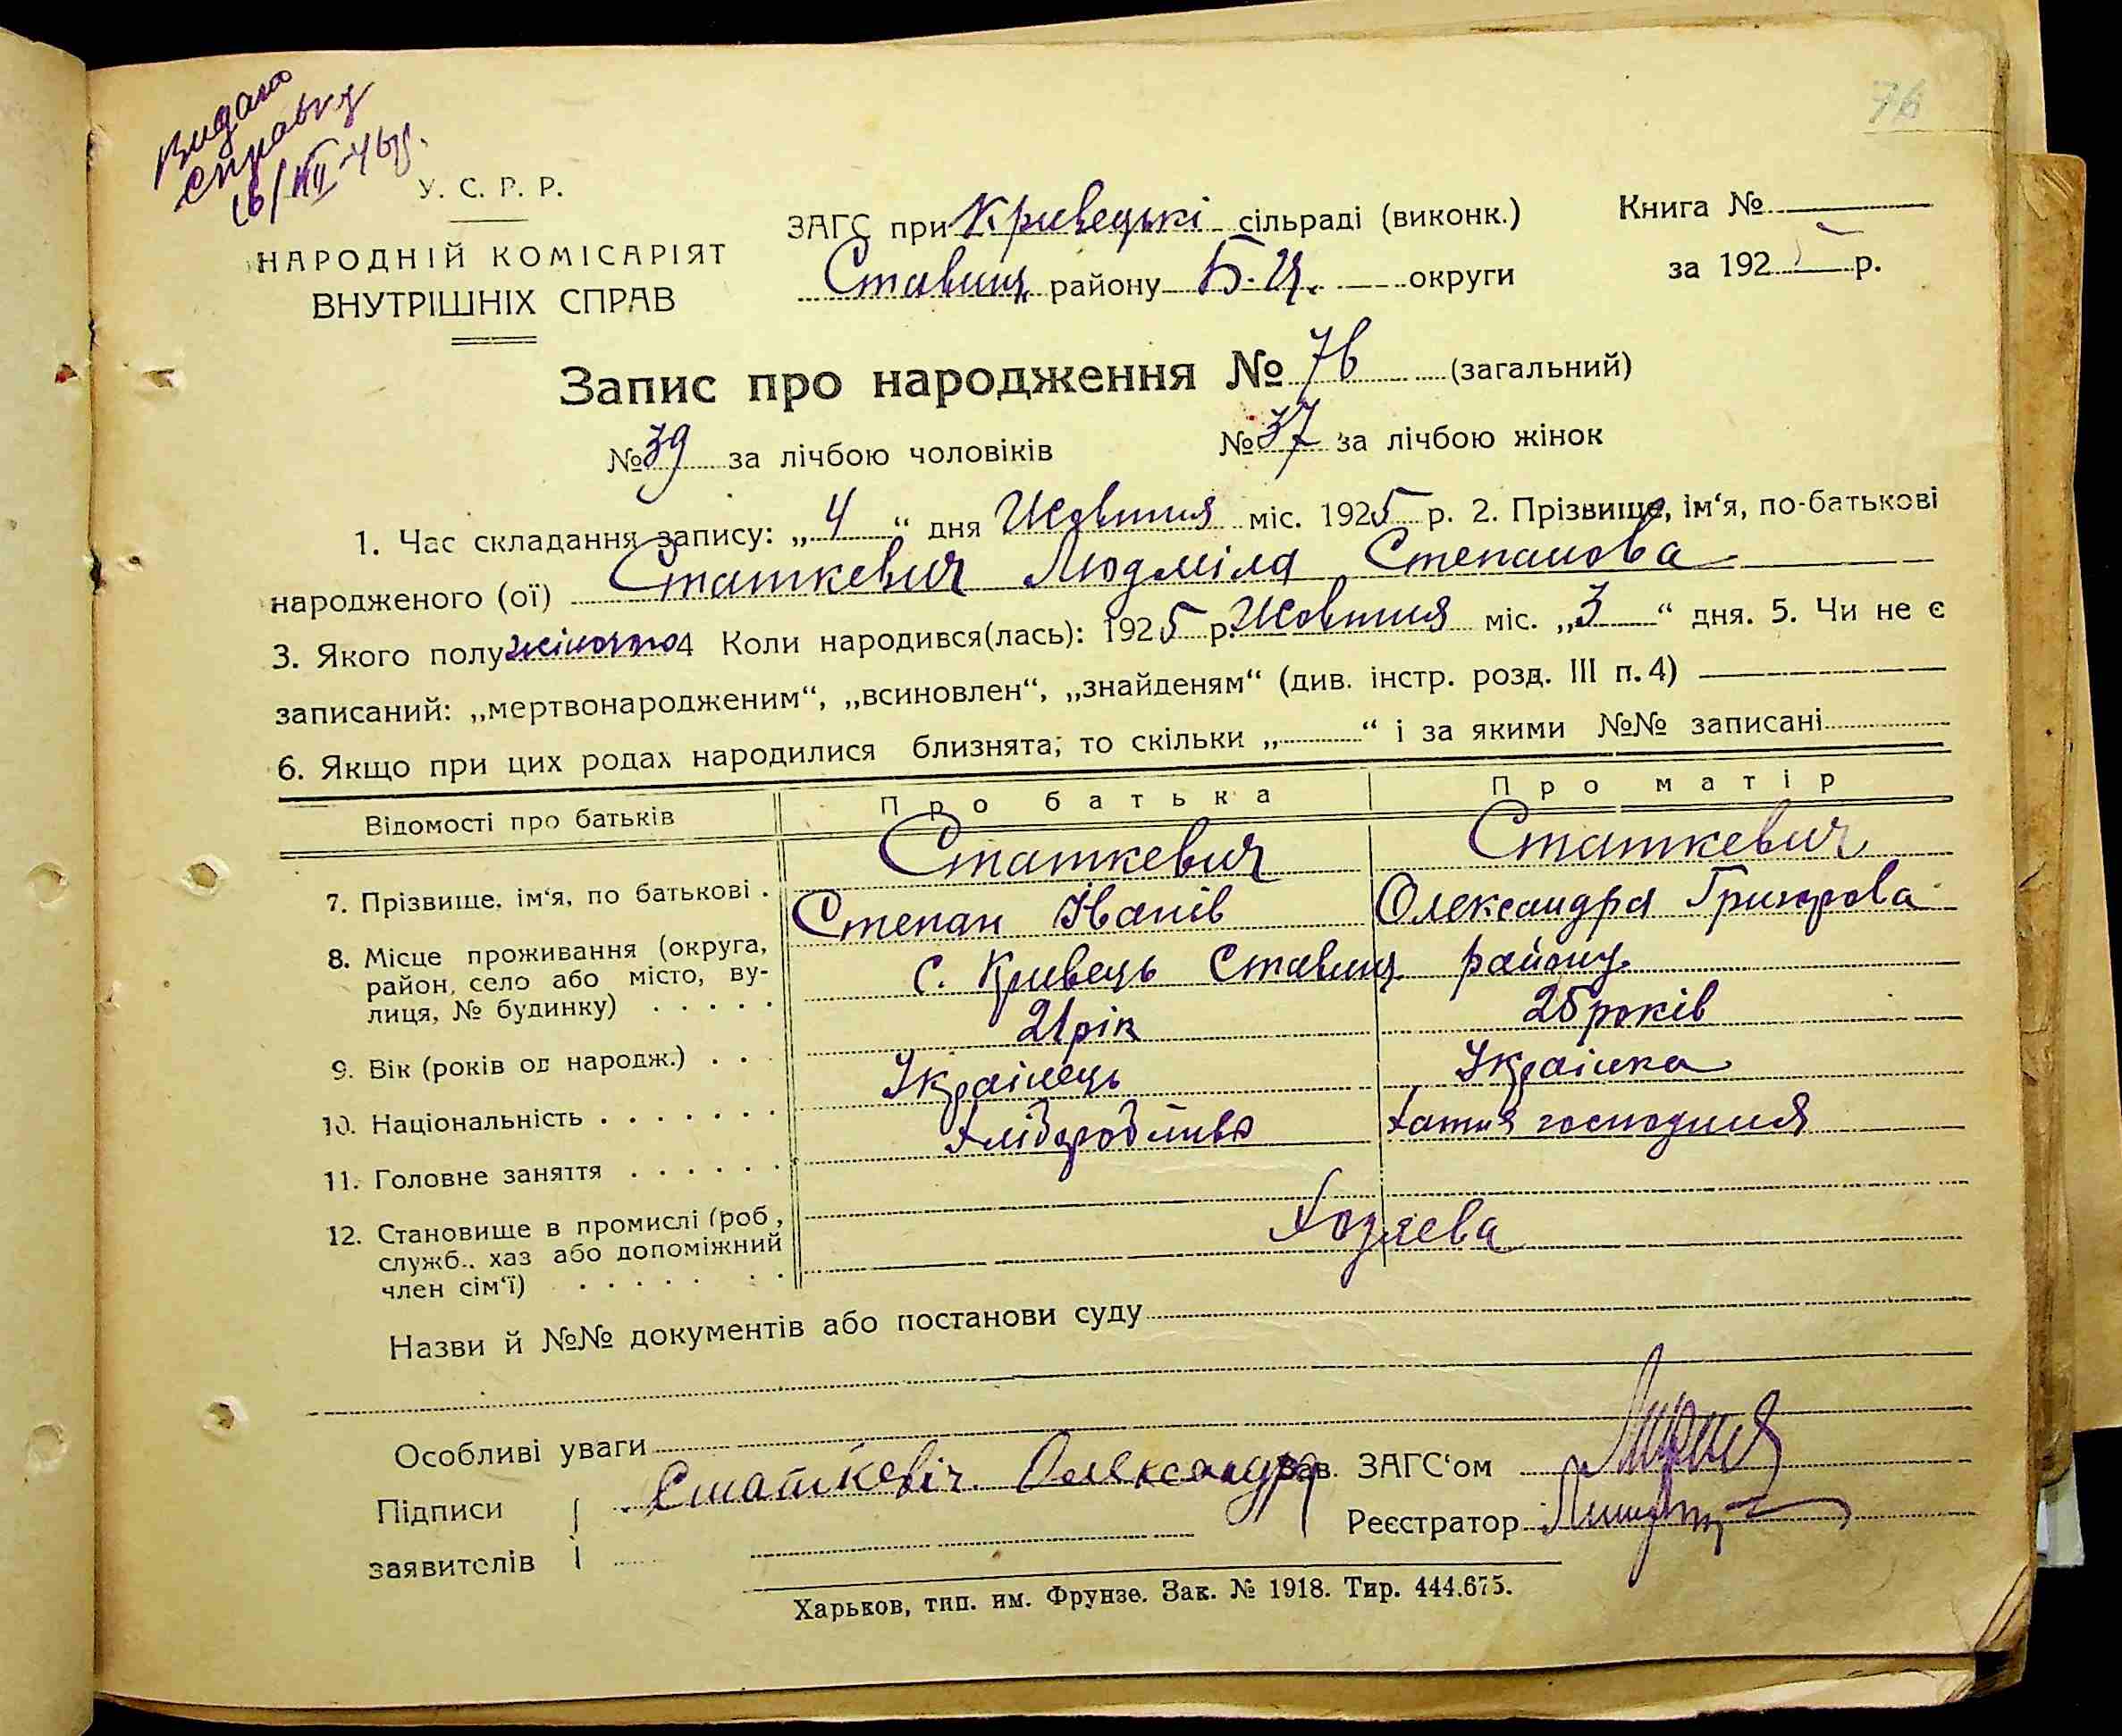 76
Видано
справку
16/XII-46р.
У. С. Р. Р.
НАРОДНІЙ КОМІСАРІЯТ
ВНУТРІШНІХ СПРАВ
ЗАГС при Кривецькі сільраді (виконк.)
Ставищ. району Б-Ц. округи
Книга №
за 1925 р.
Запис про народження № 76 (загальний)
№ 39 за лічбою чоловіків № 37 за лічбою жінок
1. Час складання запису: „ 4 “ дня Жовтня міс. 1925 р. 2. Прізвище, ім‘я, по-батькові
народженого (ої) Статкевич Людміла Степанова
3. Якого полу жіночого 4 Коли народився(лась): 1925 р. Жовтня міс. „ 3 “ дня. 5. Чи не є
записаний: „мертвонародженим“, „всиновлен“, „знайденям“ (див. інстр. розд. III п. 4)
6. Якщо при цих родах народилися близнята; то скільки „ “ і за якими №№ записані
Відомості про батьків Про батька Про матір
7. Прізвище, ім‘я, по батькові . Статкевич Степан Іванів Статкевич Олександра Григорова
8. Місце проживання (округа,
район, село або місто, ву-
лиця, № будинку) . . . . . с. Кривець Ставищ. району
9. Вік (років од народж.) . . 21 рік 25 років
10. Національність . . . . . . . Українець Українка
11. Головне заняття . . . . . . Хлібороблнво хатня господиня
12. Становище в промислі (роб.,
служб., хаз або допоміжний
член сім‘ї) . . . . . . . Хозяєва
Назви й №№ документів або постанови суду
Особливі уваги
Підписи
заявителів
Статкевіч Олександра
Зав. ЗАГС‘ом
Реєстратор
Харьков, тип. им. Фрунзе. Зак. № 1918. Тир. 444.675.